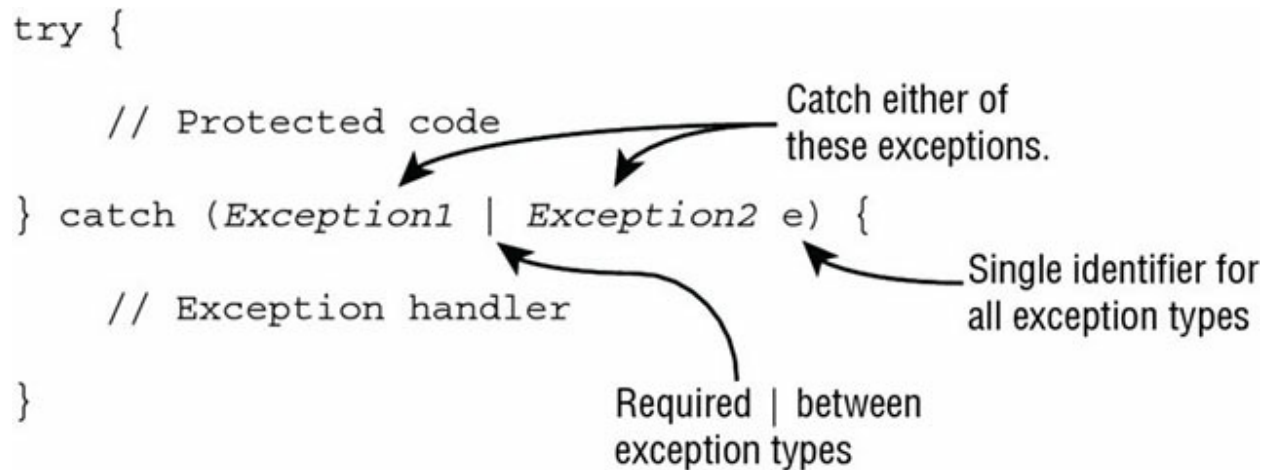 try {
// Protected code
Catch either of
these exceptions.
} catch (Exception1 | Exception2 e) {
Single identifier for
all exception types
// Exception handler
}
Required | between
exception types